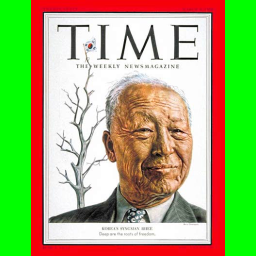 TIME
THE WEEKLY NEWSMAGAZINE
KOREA'S SYNGMAN RHEE
Deep are the roots of freedom.